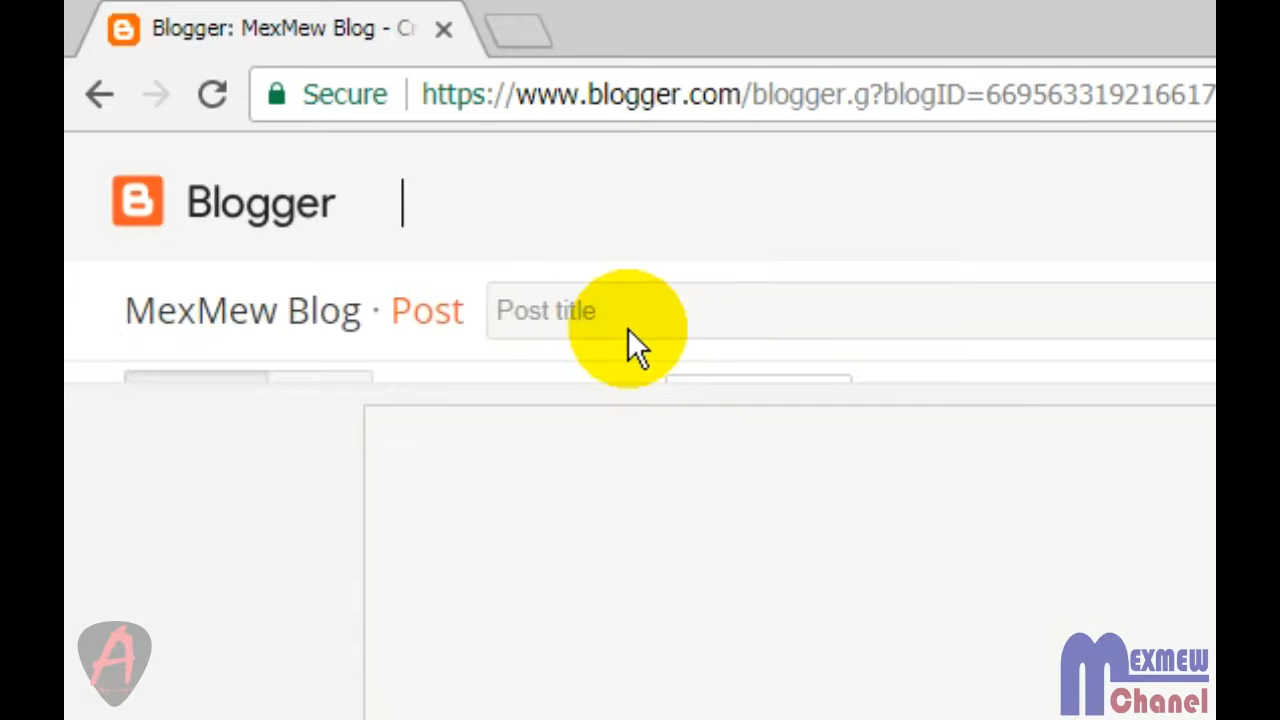 Blogger: MexMew Blog - Cr
Secure https://www.blogger.com/blogger.g?blogID=669563319216617
Blogger
MexMew Blog · Post Post title
A
MEXMEW
Chanel